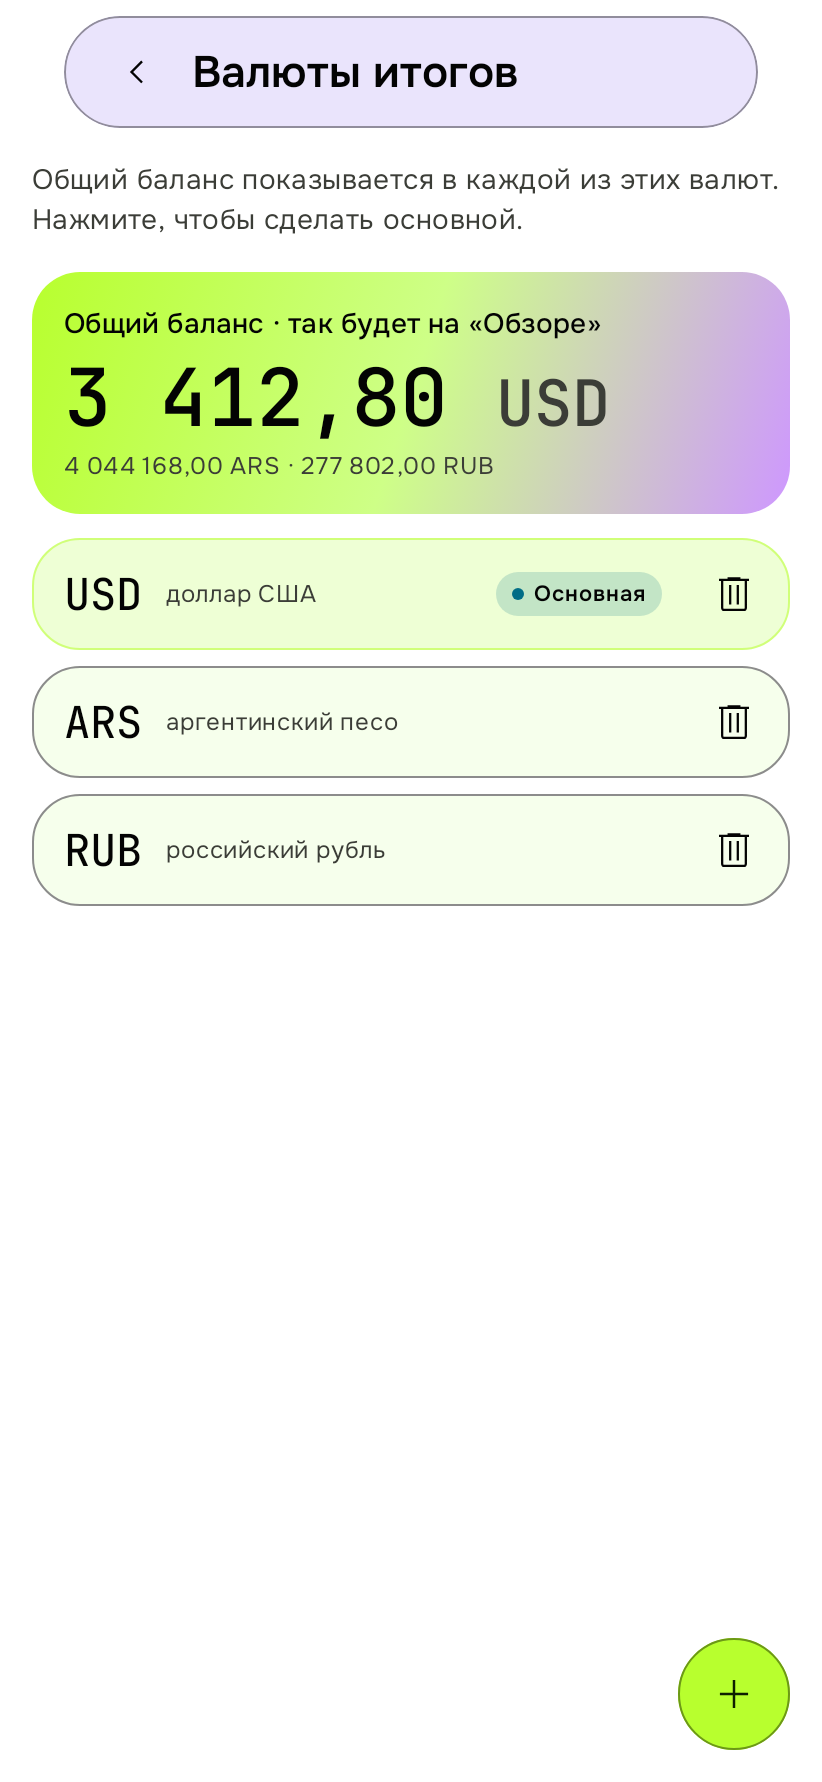 Валюты итогов
Общий баланс показывается в каждой из этих валют.
Нажмите, чтобы сделать основной.
Общий баланс · так будет на «Обзоре»
3 412,80 USD
4 044 168,00 ARS · 277 802,00 RUB
USD доллар США Основная
ARS аргентинский песо
RUB российский рубль